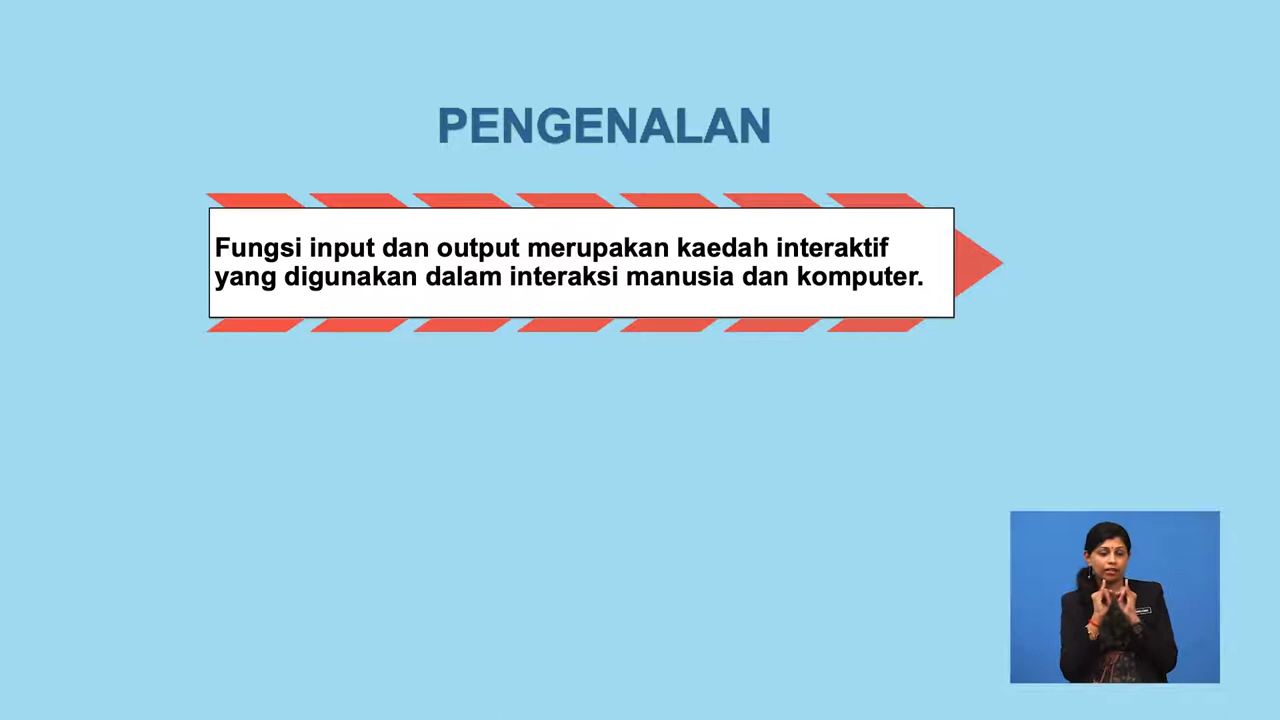 PENGENALAN
Fungsi input dan output merupakan kaedah interaktif
yang digunakan dalam interaksi manusia dan komputer.